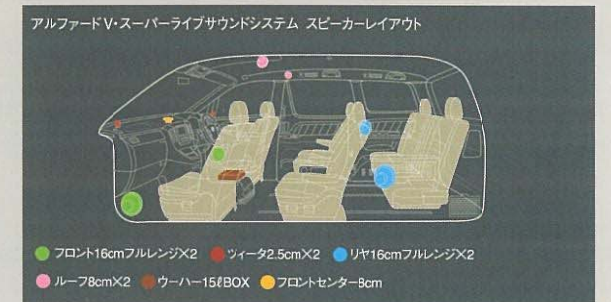 アルファードV・スーパーライブサウンドシステム スピーカーレイアウト
フロント16cmフルレンジ×2 ツィータ2.5cm×2 リヤ16cmフルレンジ×2
ルーフ8cm×2 ウーハー15ℓBOX フロントセンター8cm